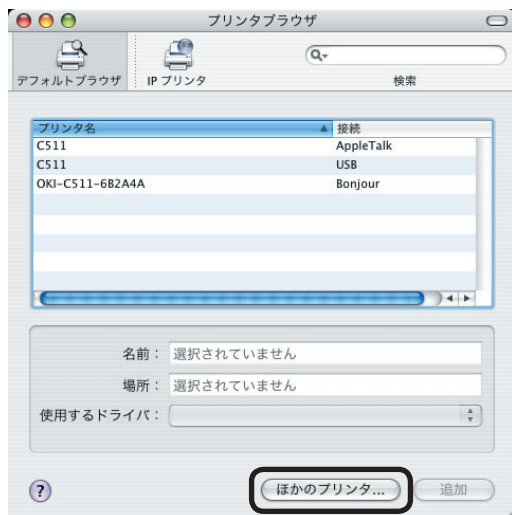 プリンタブラウザ
デフォルトブラウザ IP プリンタ 検索
プリンタ名 接続
C511 AppleTalk
C511 USB
OKI-C511-6B2A4A Bonjour
名前： 選択されていません
場所： 選択されていません
使用するドライバ：
? ほかのプリンタ... 追加